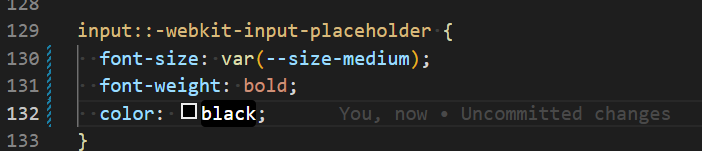 128
129 input::-webkit-input-placeholder {
130 font-size: var(--size-medium);
131 font-weight: bold;
132 color: black; You, now • Uncommitted changes
133 }